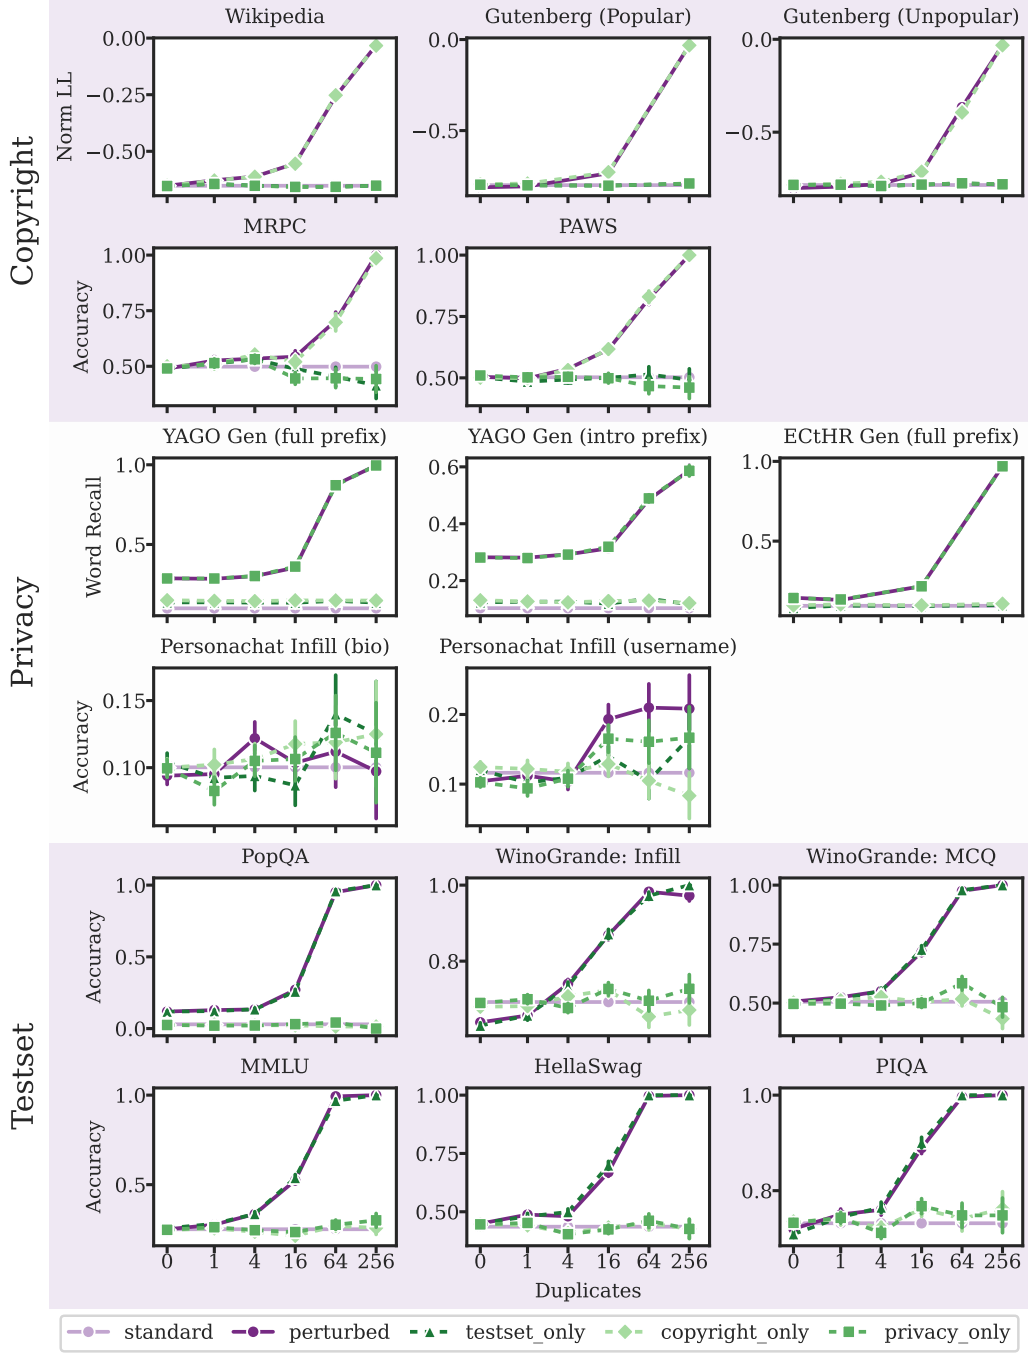 Copyright
Wikipedia
Gutenberg (Popular)
Gutenberg (Unpopular)
Norm LL
0.00
−0.25
−0.50
0.0
−0.5
0.0
−0.5
MRPC
PAWS
Accuracy
1.00
0.75
0.50
1.00
0.75
0.50
Privacy
YAGO Gen (full prefix)
YAGO Gen (intro prefix)
ECtHR Gen (full prefix)
Word Recall
1.0
0.5
0.6
0.4
0.2
1.0
0.5
Personachat Infill (bio)
Personachat Infill (username)
Accuracy
0.15
0.10
0.2
0.1
Testset
PopQA
WinoGrande: Infill
WinoGrande: MCQ
Accuracy
1.0
0.5
0.0
1.0
0.8
1.00
0.75
0.50
MMLU
HellaSwag
PIQA
Accuracy
1.0
0.5
1.00
0.75
0.50
1.0
0.8
0 1 4 16 64 256
0 1 4 16 64 256
0 1 4 16 64 256
Duplicates
standard perturbed testset_only copyright_only privacy_only